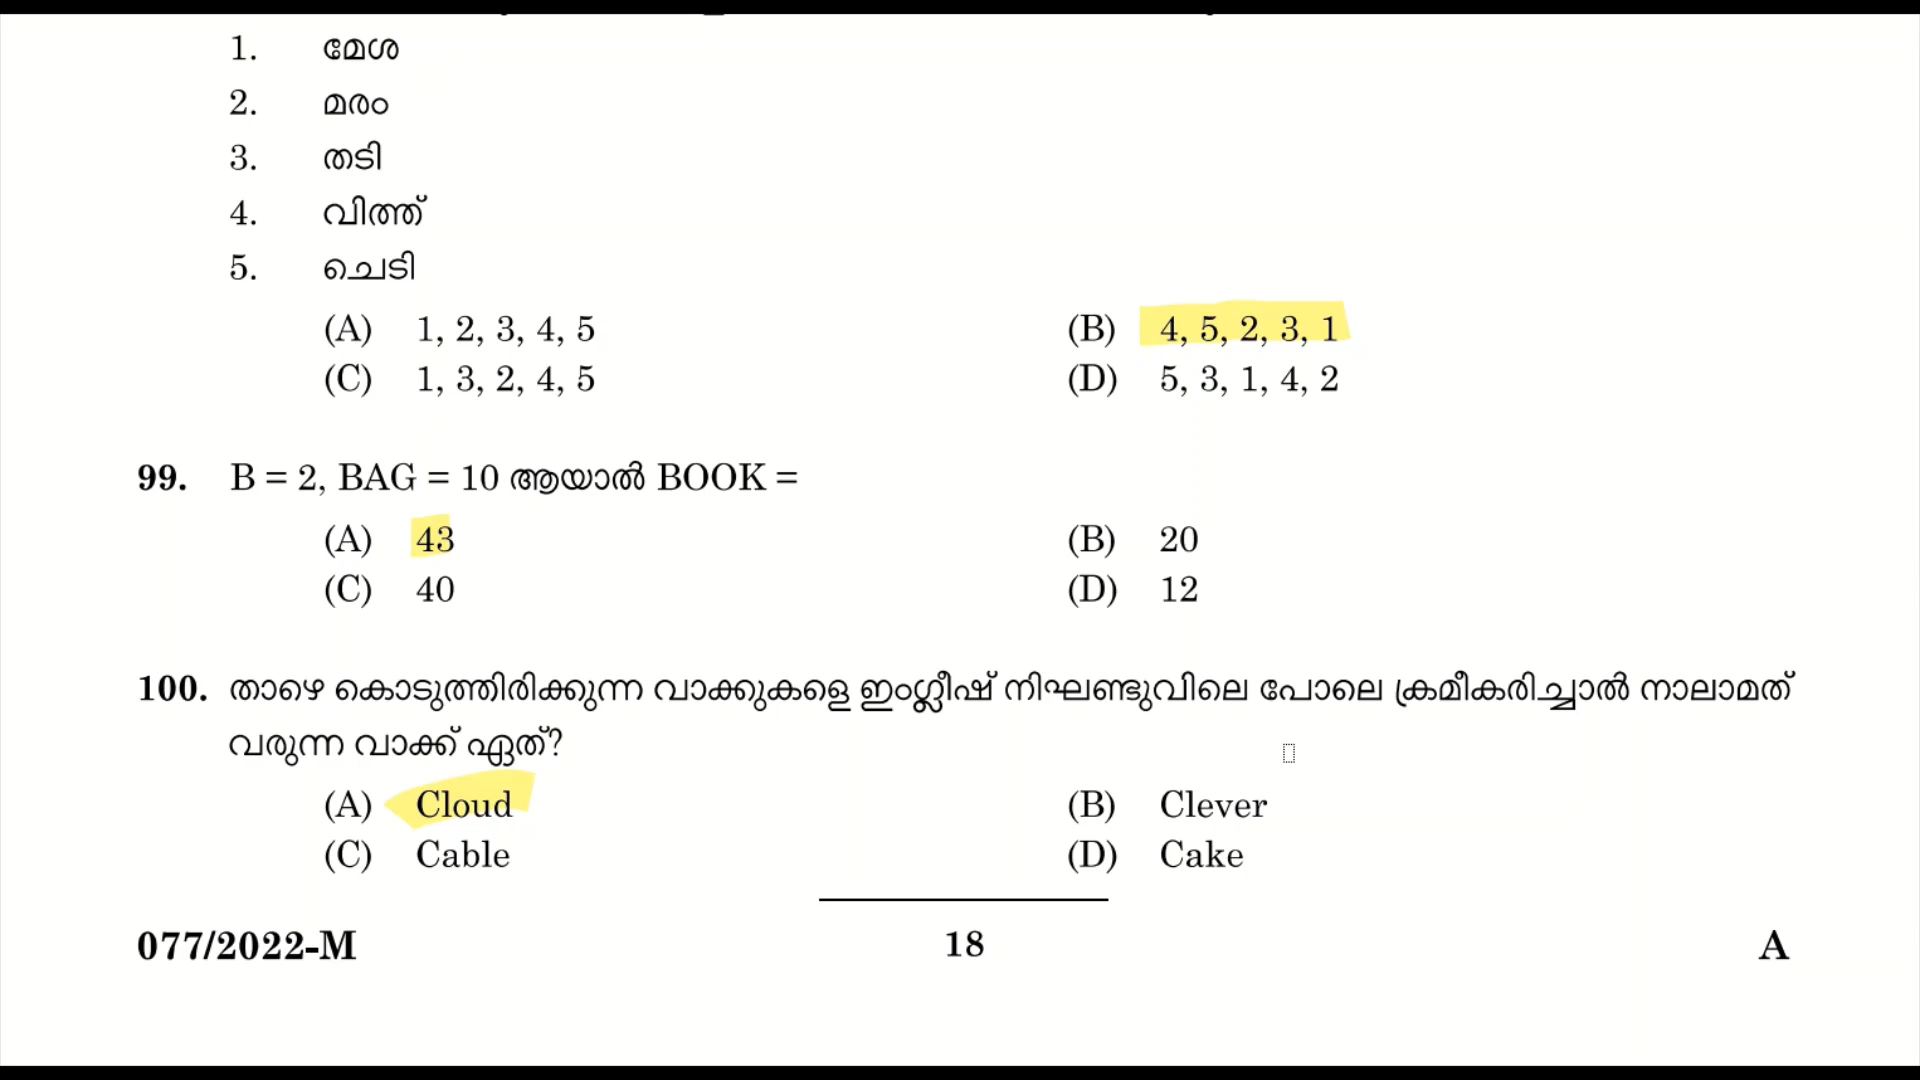 1. മേശ
2. മരം
3. തടി
4. വിത്ത്
5. ചെടി
(A) 1, 2, 3, 4, 5 (B) 4, 5, 2, 3, 1
(C) 1, 3, 2, 4, 5 (D) 5, 3, 1, 4, 2
99. B = 2, BAG = 10 ആയാൽ BOOK =
(A) 43 (B) 20
(C) 40 (D) 12
100. താഴെ കൊടുത്തിരിക്കുന്ന വാക്കുകളെ ഇംഗ്ലീഷ് നിഘണ്ടുവിലെ പോലെ ക്രമീകരിച്ചാൽ നാലാമത്
വരുന്ന വാക്ക് ഏത്?
(A) Cloud (B) Clever
(C) Cable (D) Cake
077/2022-M 18 A